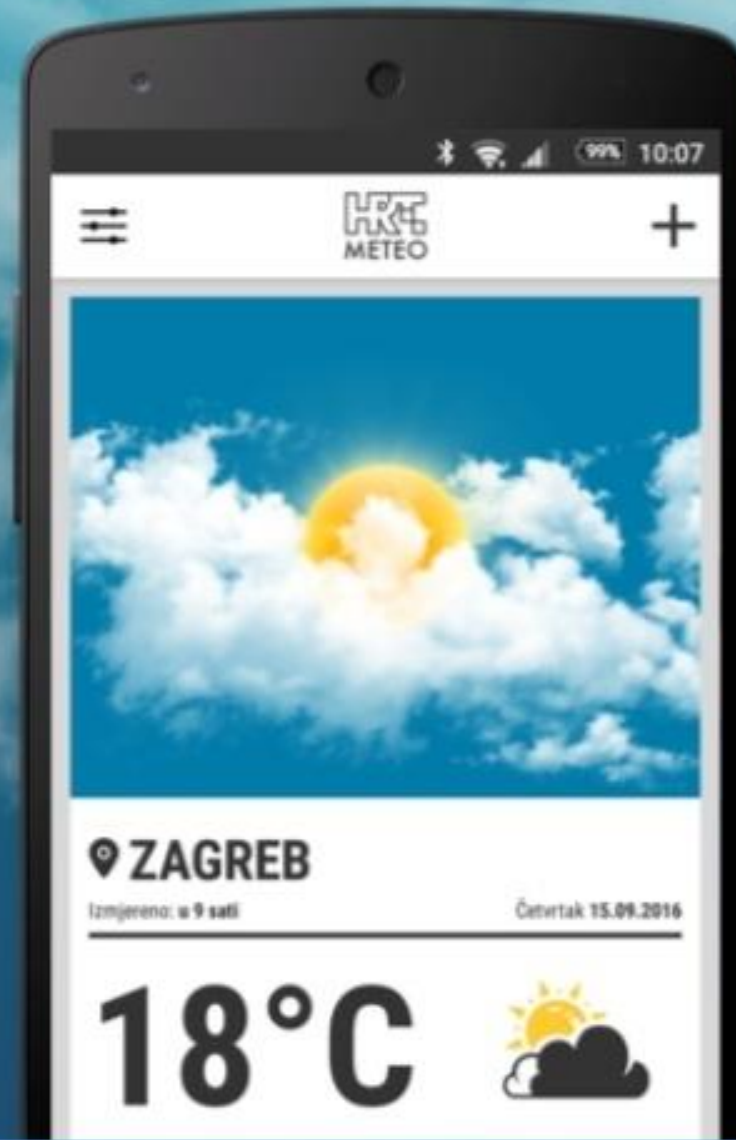 99% 10:07
HRT
METEO
ZAGREB
Izmjereno: u 9 sati Četvrtak 15.09.2016
18°C